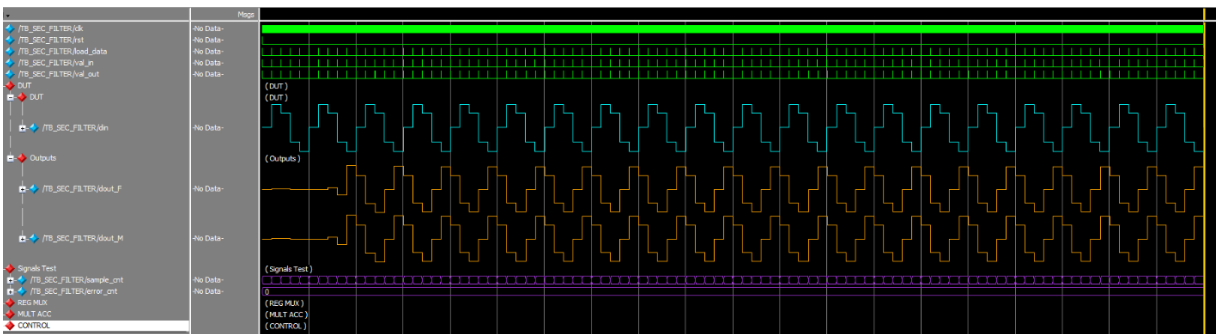 Msgs
/TB_SEC_FILTER/clk -No Data-
/TB_SEC_FILTER/rst -No Data-
/TB_SEC_FILTER/load_data -No Data-
/TB_SEC_FILTER/val_in -No Data-
/TB_SEC_FILTER/val_out -No Data-
DUT (DUT)
DUT (DUT)
/TB_SEC_FILTER/din -No Data-
Outputs (Outputs)
/TB_SEC_FILTER/dout_F -No Data-
/TB_SEC_FILTER/dout_M -No Data-
Signals Test (Signals Test)
/TB_SEC_FILTER/sample_cnt -No Data-
/TB_SEC_FILTER/error_cnt -No Data- 0
REG MUX (REG MUX)
MULT ACC (MULT ACC)
CONTROL (CONTROL)